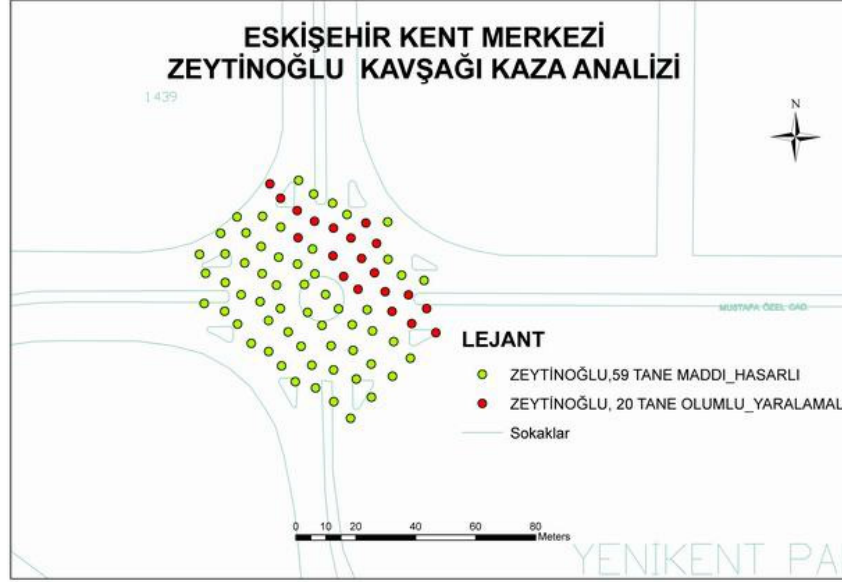 ESKİŞEHİR KENT MERKEZİ
ZEYTİNOĞLU KAVŞAĞI KAZA ANALİZİ
1439
N
MUSTAFA ÖZEL CAD.
LEJANT
ZEYTİNOĞLU,59 TANE MADDI_HASARLI
ZEYTİNOĞLU, 20 TANE OLUMLU_YARALAMAL
Sokaklar
0 10 20 40 60 80
Meters
YENİKENT PA